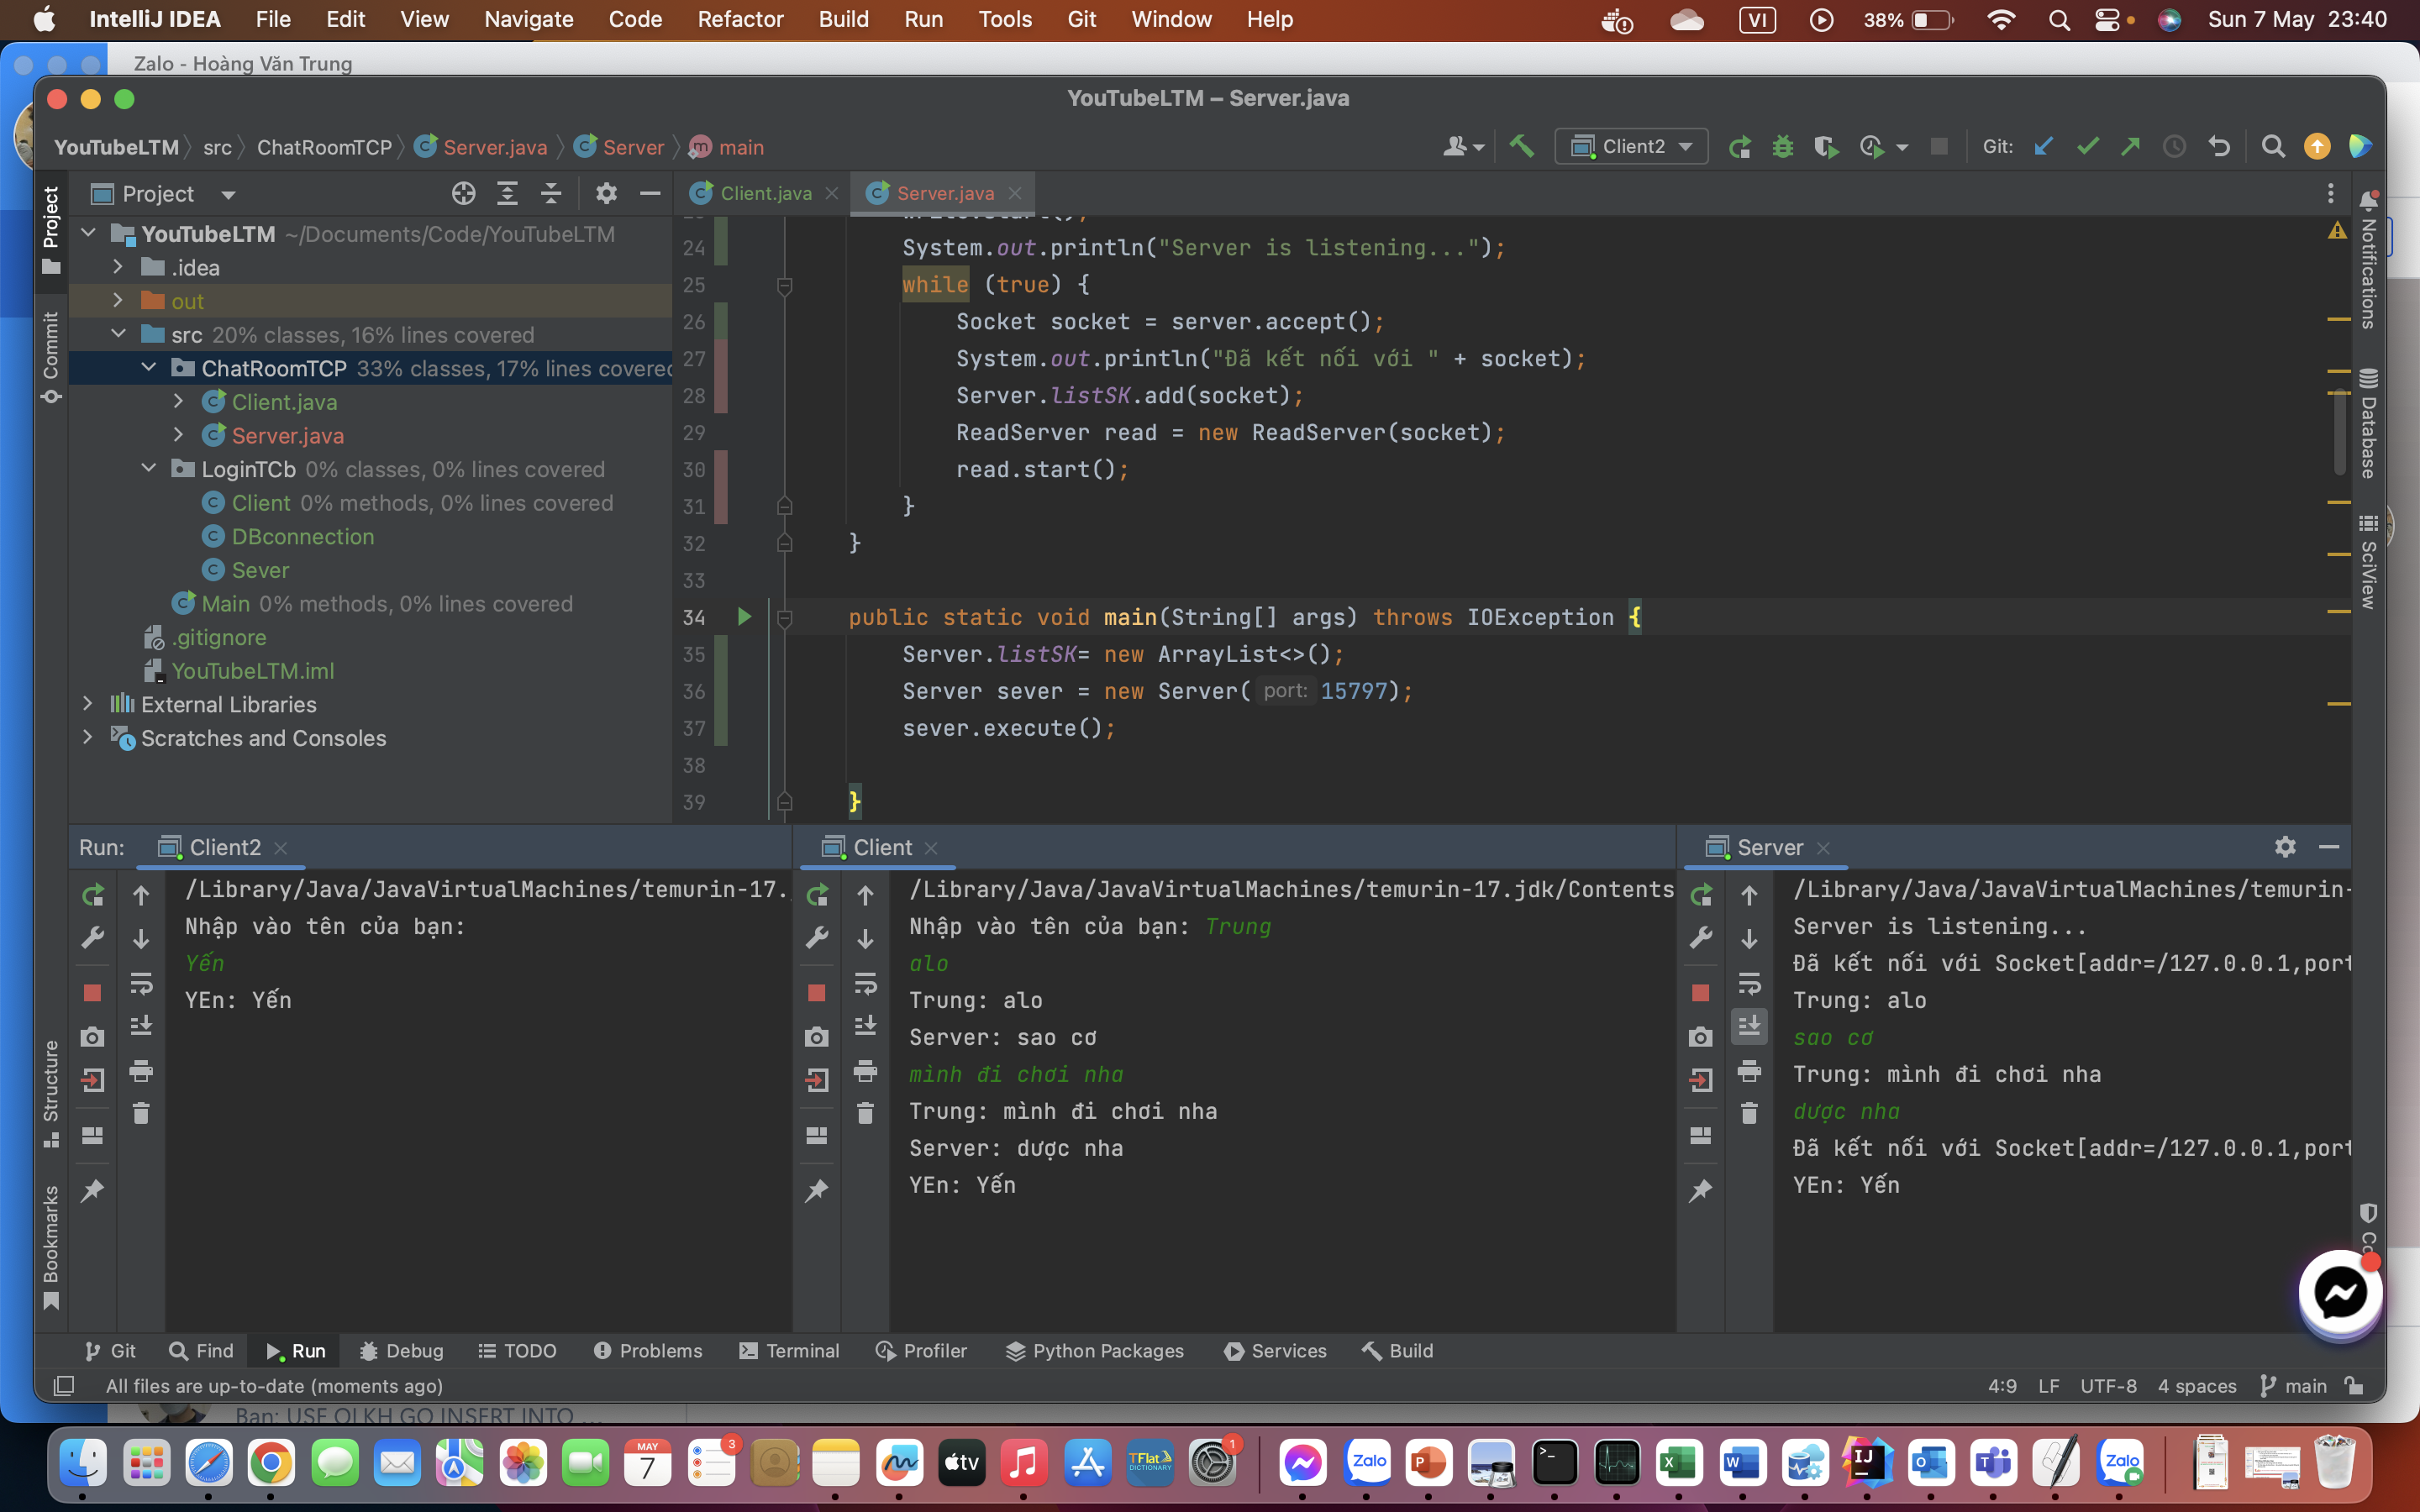 IntelliJ IDEA File Edit View Navigate Code Refactor Build Run Tools Git Window Help VI 38% Sun 7 May 23:40
Zalo - Hoàng Văn Trung
YouTubeLTM – Server.java
YouTubeLTM src ChatRoomTCP Server.java Server main Client2 Git:
Project
Client.java Server.java
YouTubeLTM ~/Documents/Code/YouTubeLTM
.idea
out
src 20% classes, 16% lines covered
ChatRoomTCP 33% classes, 17% lines covered
Client.java
Server.java
LoginTCb 0% classes, 0% lines covered
Client 0% methods, 0% lines covered
DBconnection
Sever
Main 0% methods, 0% lines covered
.gitignore
YouTubeLTM.iml
External Libraries
Scratches and Consoles
24 System.out.println("Server is listening...");
25 while (true) {
26 Socket socket = server.accept();
27 System.out.println("Đã kết nối với " + socket);
28 Server.listSK.add(socket);
29 ReadServer read = new ReadServer(socket);
30 read.start();
31 }
32 }
33
34 public static void main(String[] args) throws IOException {
35 Server.listSK= new ArrayList<>();
36 Server sever = new Server( port: 15797);
37 sever.execute();
38
39 }
Project
Commit
Structure
Bookmarks
Notifications
Database
SciView
Run: Client2
/Library/Java/JavaVirtualMachines/temurin-17.
Nhập vào tên của bạn:
Yến
YEn: Yến
Client
/Library/Java/JavaVirtualMachines/temurin-17.jdk/Contents
Nhập vào tên của bạn: Trung
alo
Trung: alo
Server: sao cơ
mình đi chơi nha
Trung: mình đi chơi nha
Server: dược nha
YEn: Yến
Server
/Library/Java/JavaVirtualMachines/temurin-
Server is listening...
Đã kết nối với Socket[addr=/127.0.0.1,port
Trung: alo
sao cơ
Trung: mình đi chơi nha
dược nha
Đã kết nối với Socket[addr=/127.0.0.1,port
YEn: Yến
Git Find Run Debug TODO Problems Terminal Profiler Python Packages Services Build
All files are up-to-date (moments ago) 4:9 LF UTF-8 4 spaces main
Bạn: USE QLKH GO INSERT INTO ...
MAY
7
3
tv
TFlat
DICTIONARY
1
Zalo
P
X
W
IJ
O
T
Zalo